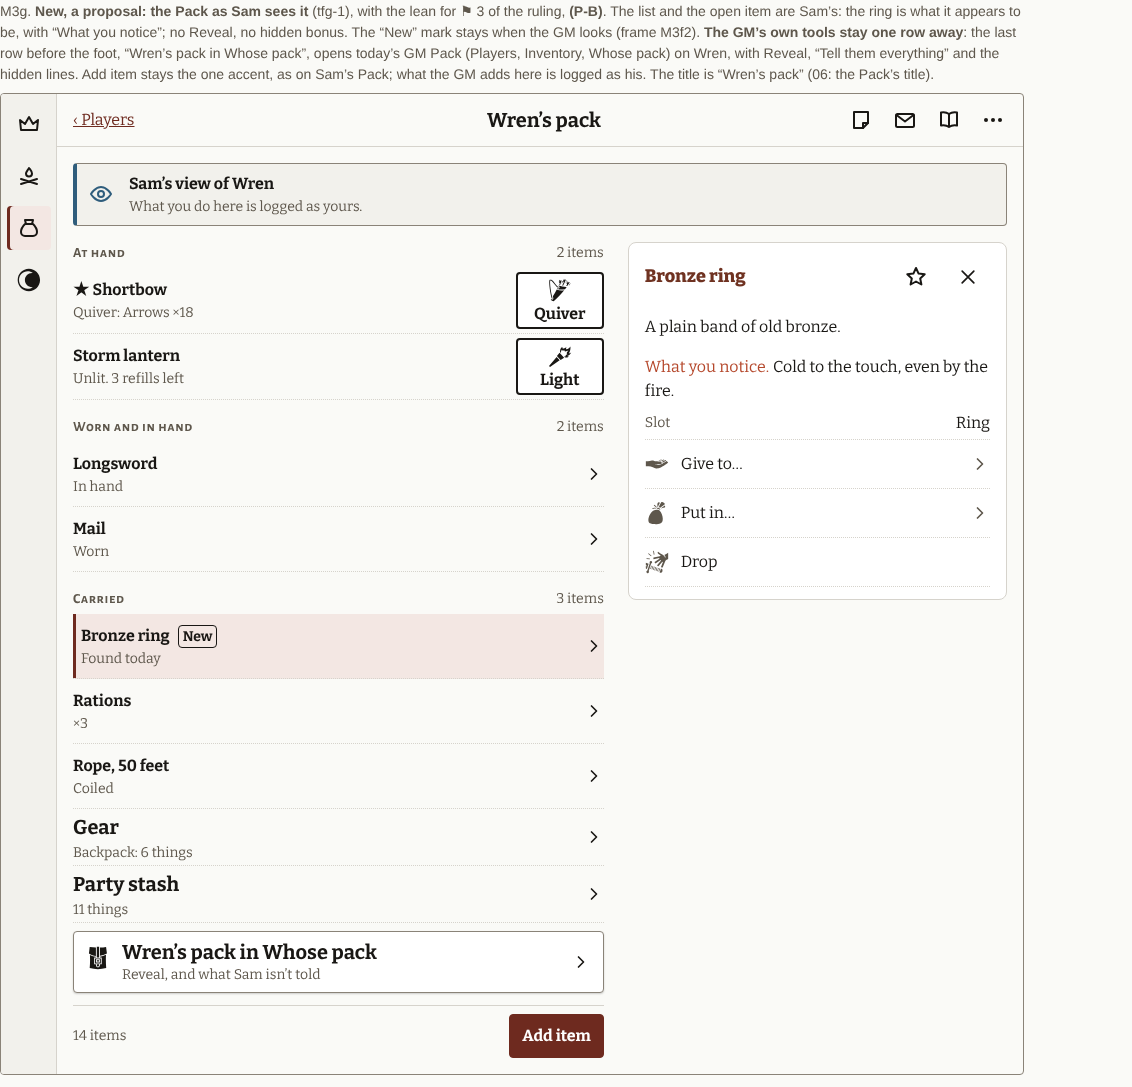 M3g. New, a proposal: the Pack as Sam sees it (tfg-1), with the lean for ⚑ 3 of the ruling, (P-B). The list and the open item are Sam’s: the ring is what it appears to
be, with “What you notice”; no Reveal, no hidden bonus. The “New” mark stays when the GM looks (frame M3f2). The GM’s own tools stay one row away: the last
row before the foot, “Wren’s pack in Whose pack”, opens today’s GM Pack (Players, Inventory, Whose pack) on Wren, with Reveal, “Tell them everything” and the
hidden lines. Add item stays the one accent, as on Sam’s Pack; what the GM adds here is logged as his. The title is “Wren’s pack” (06: the Pack’s title).
‹ Players
Wren’s pack
Sam’s view of Wren
What you do here is logged as yours.
At hand
2 items
★ Shortbow
Quiver: Arrows ×18
Quiver
Storm lantern
Unlit. 3 refills left
Light
Worn and in hand
2 items
Longsword
In hand
Mail
Worn
Carried
3 items
Bronze ring New
Found today
Rations
×3
Rope, 50 feet
Coiled
Gear
Backpack: 6 things
Party stash
11 things
Wren’s pack in Whose pack
Reveal, and what Sam isn’t told
14 items
Add item
Bronze ring
A plain band of old bronze.
What you notice. Cold to the touch, even by the
fire.
Slot
Ring
Give to...
Put in...
Drop